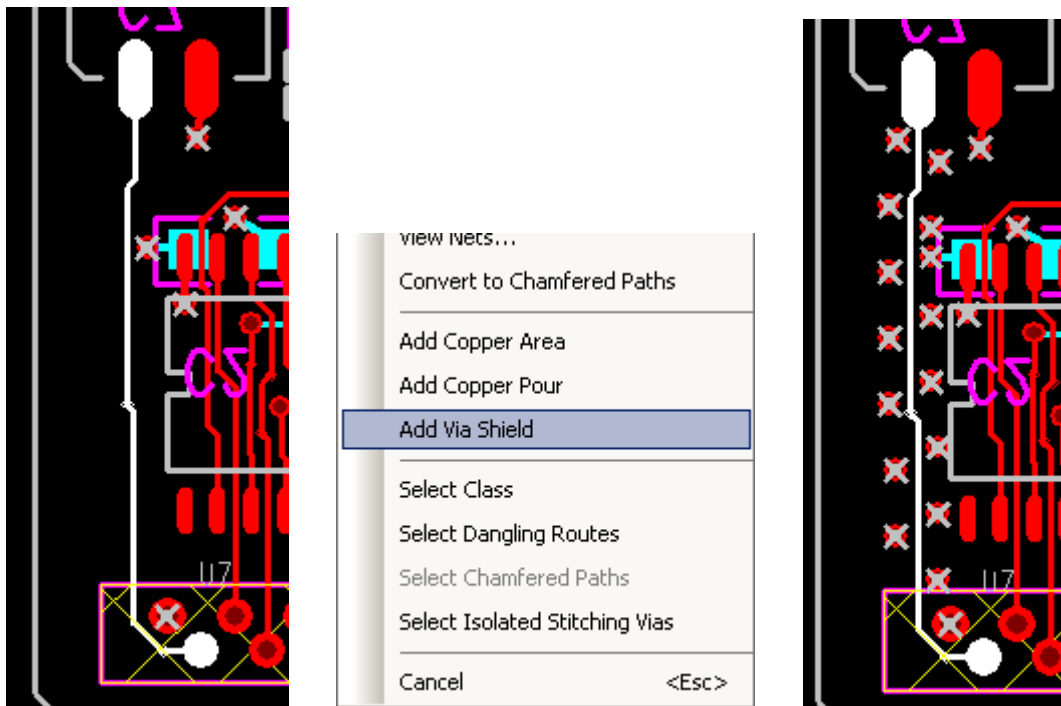 View Nets...
Convert to Chamfered Paths
Add Copper Area
Add Copper Pour
Add Via Shield
Select Class
Select Dangling Routes
Select Chamfered Paths
Select Isolated Stitching Vias
Cancel <Esc>
U7
U7